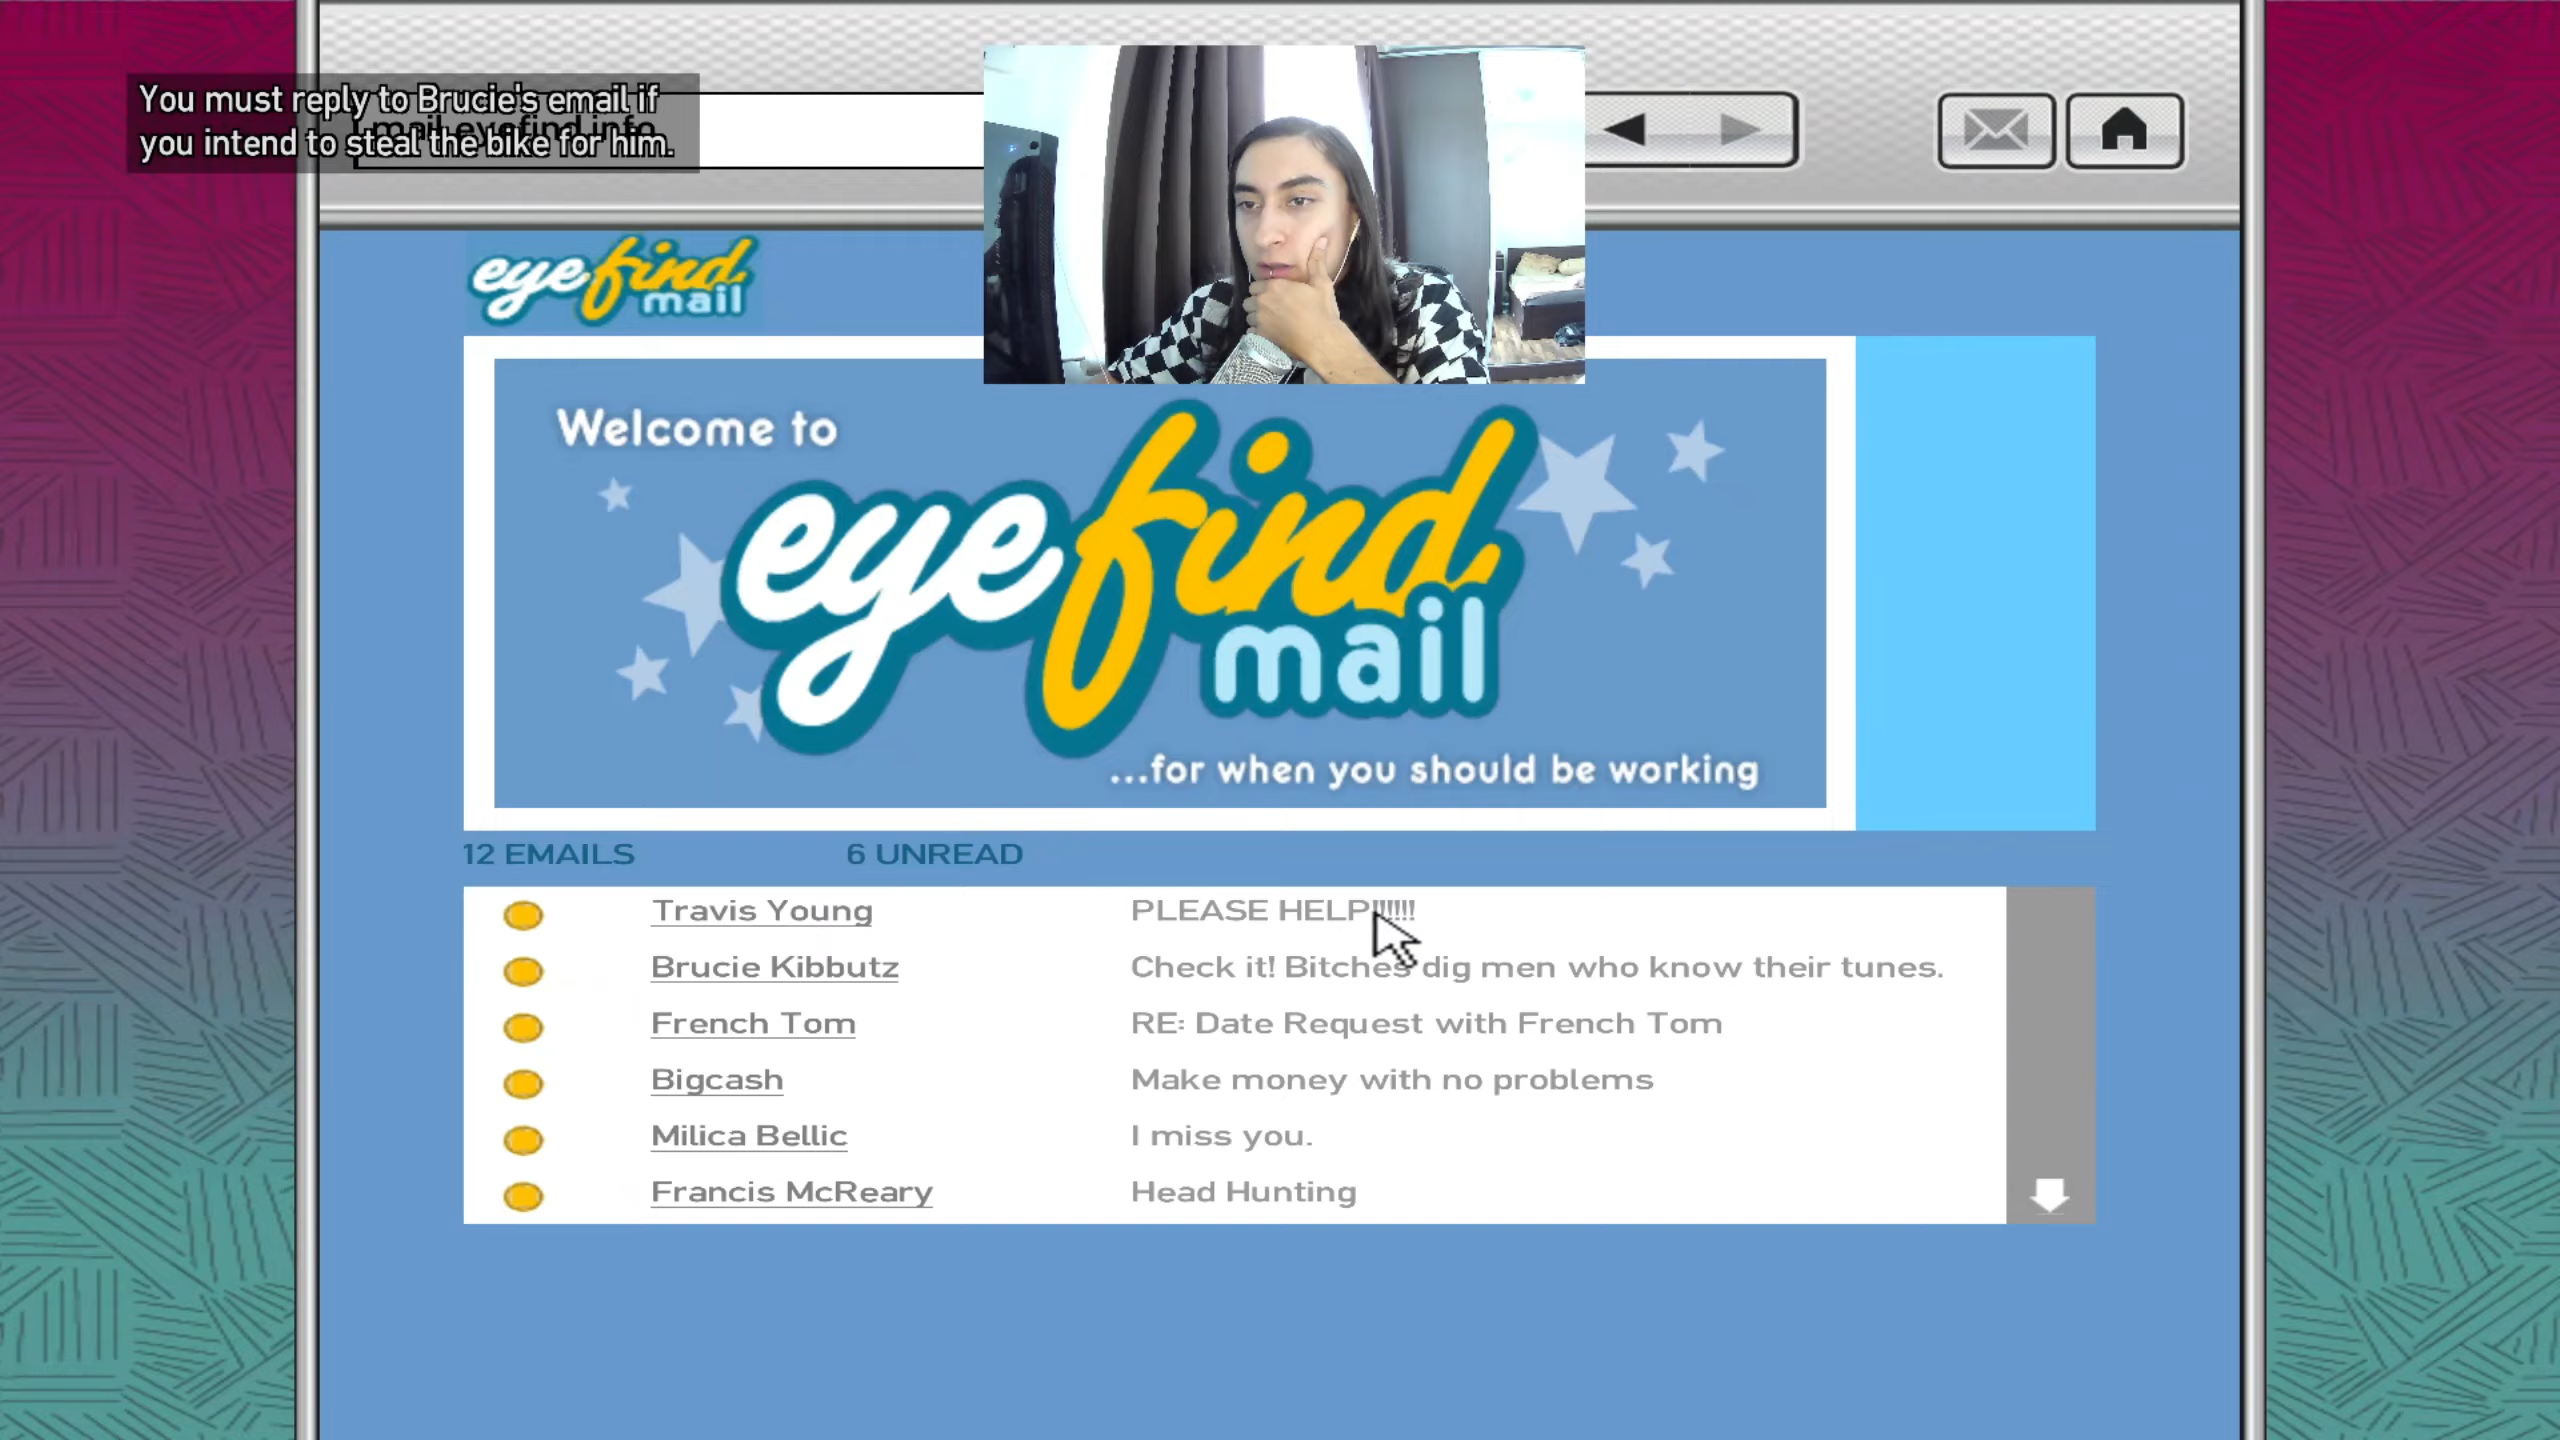 You must reply to Brucie's email if
you intend to steal the bike for him.
mail.eyefind.info
eyefind
mail
Welcome to
eyefind
mail
...for when you should be working
12 EMAILS 6 UNREAD
Travis Young PLEASE HELP!!!!!!
Brucie Kibbutz Check it! Bitches dig men who know their tunes.
French Tom RE: Date Request with French Tom
Bigcash Make money with no problems
Milica Bellic I miss you.
Francis McReary Head Hunting